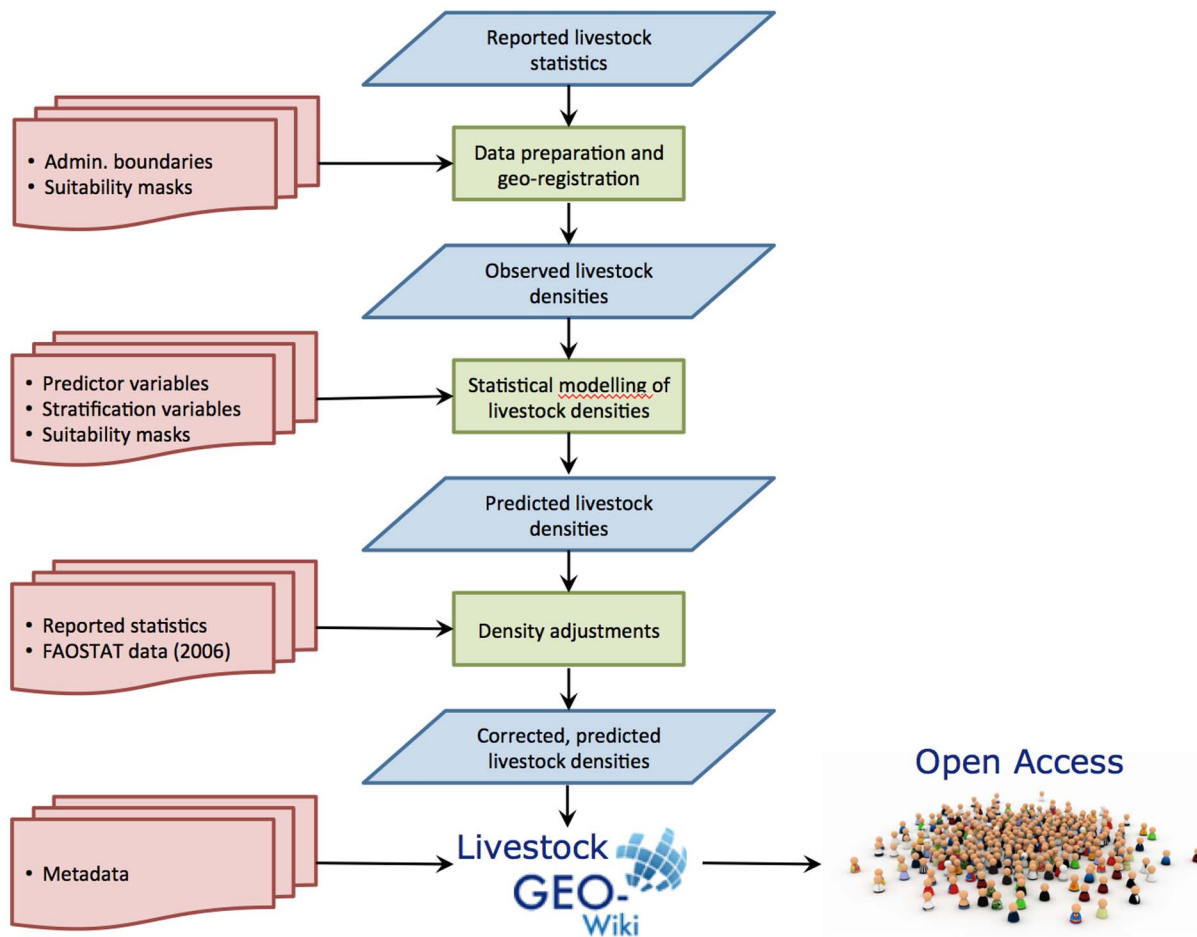 Reported livestock
statistics
• Admin. boundaries
• Suitability masks
Data preparation and
geo-registration
Observed livestock
densities
• Predictor variables
• Stratification variables
• Suitability masks
Statistical modelling of
livestock densities
Predicted livestock
densities
• Reported statistics
• FAOSTAT data (2006)
Density adjustments
Corrected, predicted
livestock densities
• Metadata
Livestock
GEO-
Wiki
Open Access